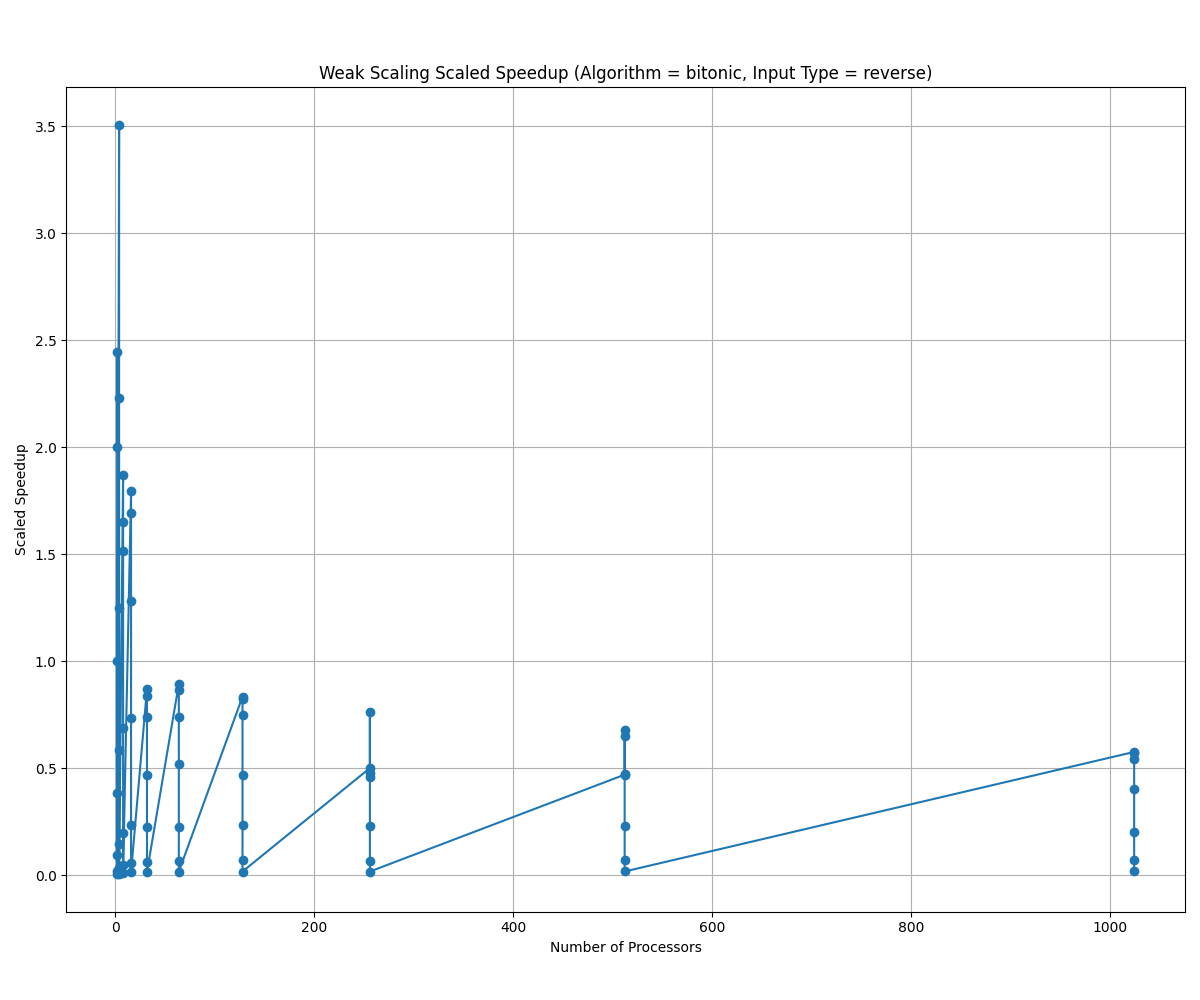 Weak Scaling Scaled Speedup (Algorithm = bitonic, Input Type = reverse)
3.5
3.0
2.5
2.0
1.5
1.0
0.5
0.0
Scaled Speedup
0 200 400 600 800 1000
Number of Processors